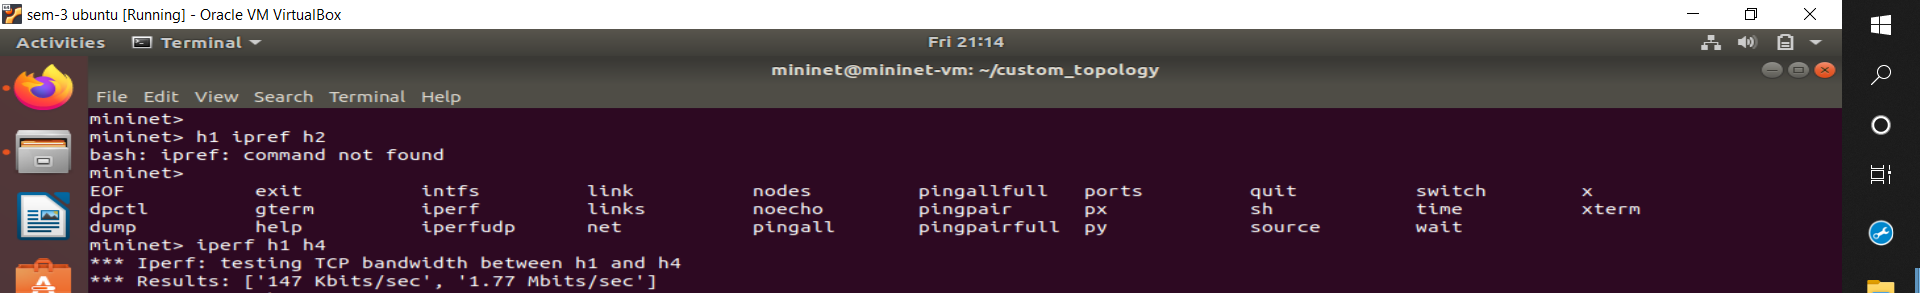 sem-3 ubuntu [Running] - Oracle VM VirtualBox
Activities Terminal Fri 21:14
mininet@mininet-vm: ~/custom_topology
File Edit View Search Terminal Help
mininet>
mininet> h1 ipref h2
bash: ipref: command not found
mininet>
EOF exit intfs link nodes pingallfull ports quit switch x
dpctl gterm iperf links noecho pingpair px sh time xterm
dump help iperfudp net pingall pingpairfull py source wait
mininet> iperf h1 h4
*** Iperf: testing TCP bandwidth between h1 and h4
*** Results: ['147 Kbits/sec', '1.77 Mbits/sec']